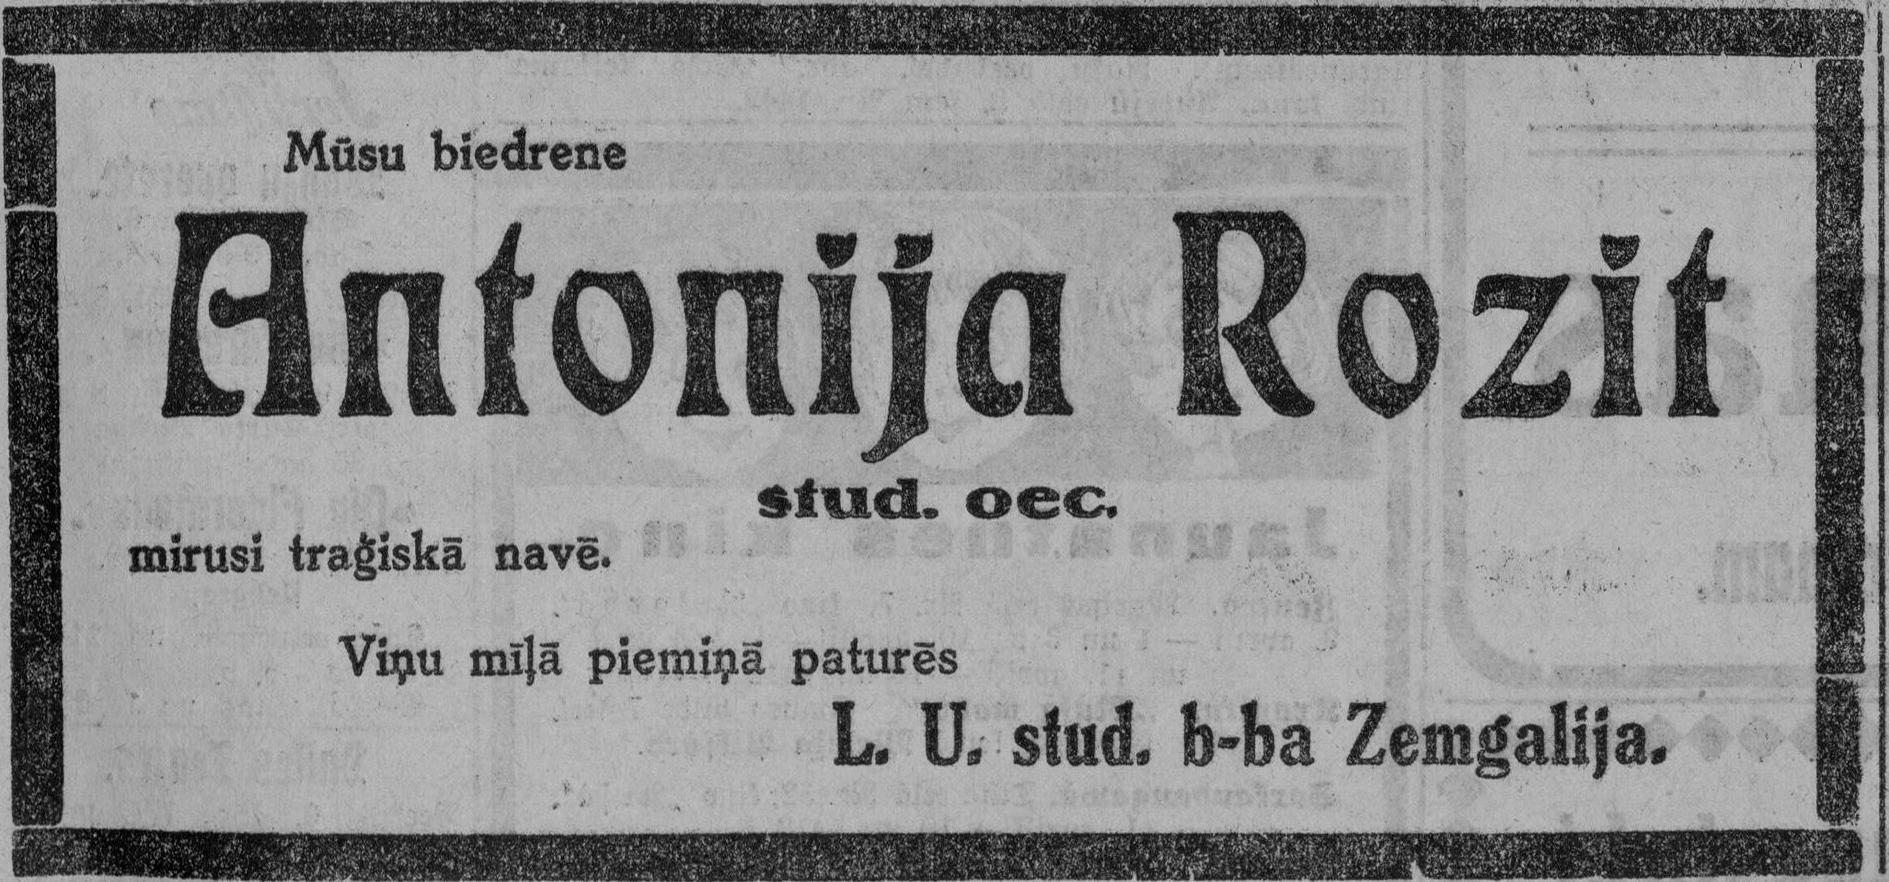 Mūsu biedrene
Antonija Rozit
stud. oec.
mirusi traģiskā navē.
Viņu mīļā piemiņā paturēs
L. U. stud. b-ba Zemgalija.